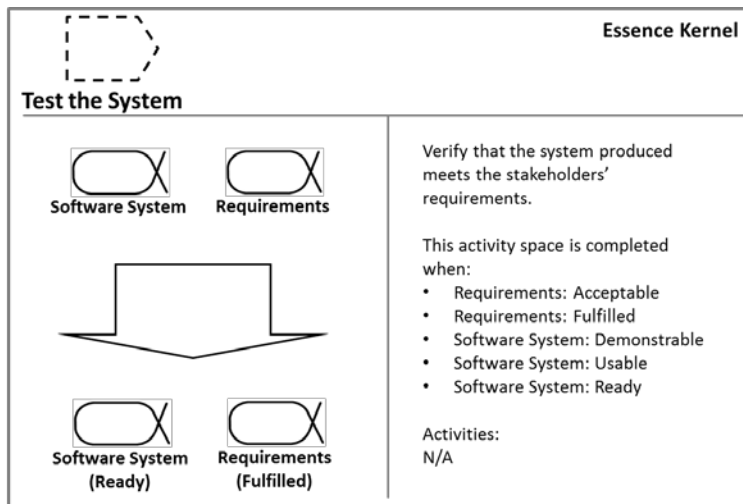 Essence Kernel
Test the System
Software System
Requirements
Software System
(Ready)
Requirements
(Fulfilled)
Verify that the system produced
meets the stakeholders’
requirements.
This activity space is completed
when:
• Requirements: Acceptable
• Requirements: Fulfilled
• Software System: Demonstrable
• Software System: Usable
• Software System: Ready
Activities:
N/A